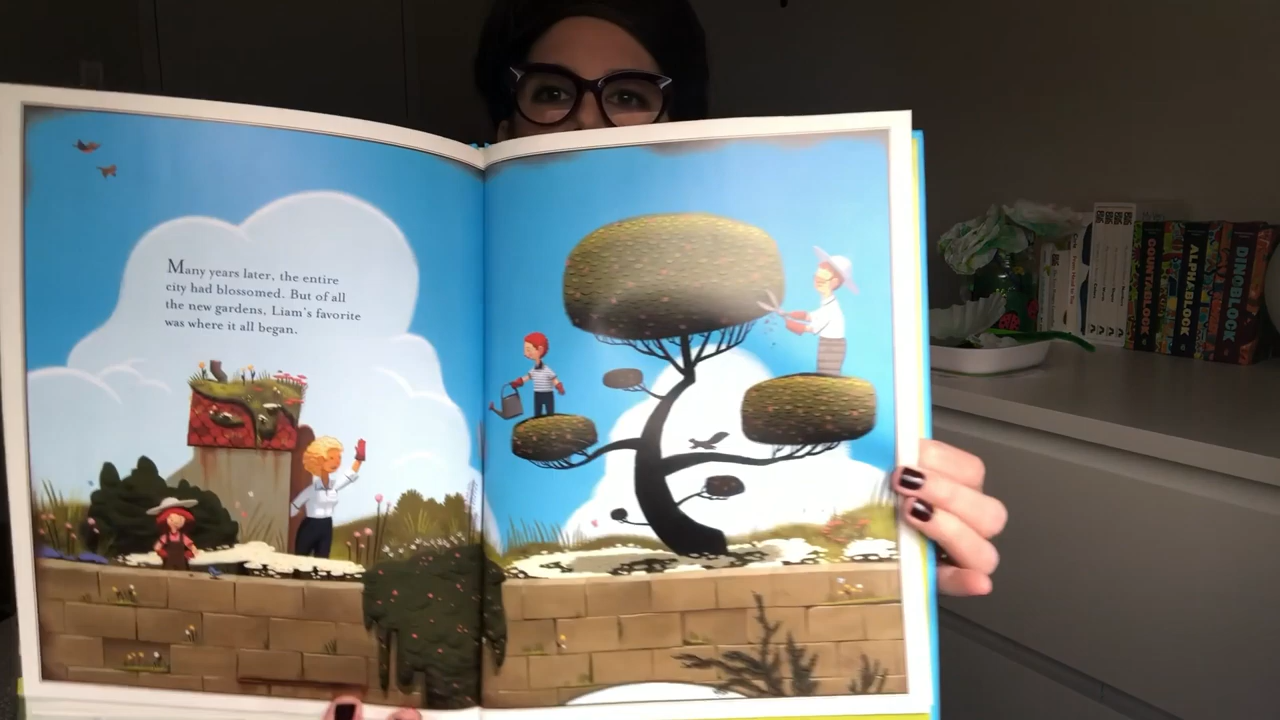 Many years later, the entire
city had blossomed. But of all
the new gardens, Liam's favorite
was where it all began.
COUNTABLOCK
ALPHABLOCK
DINOBLOCK